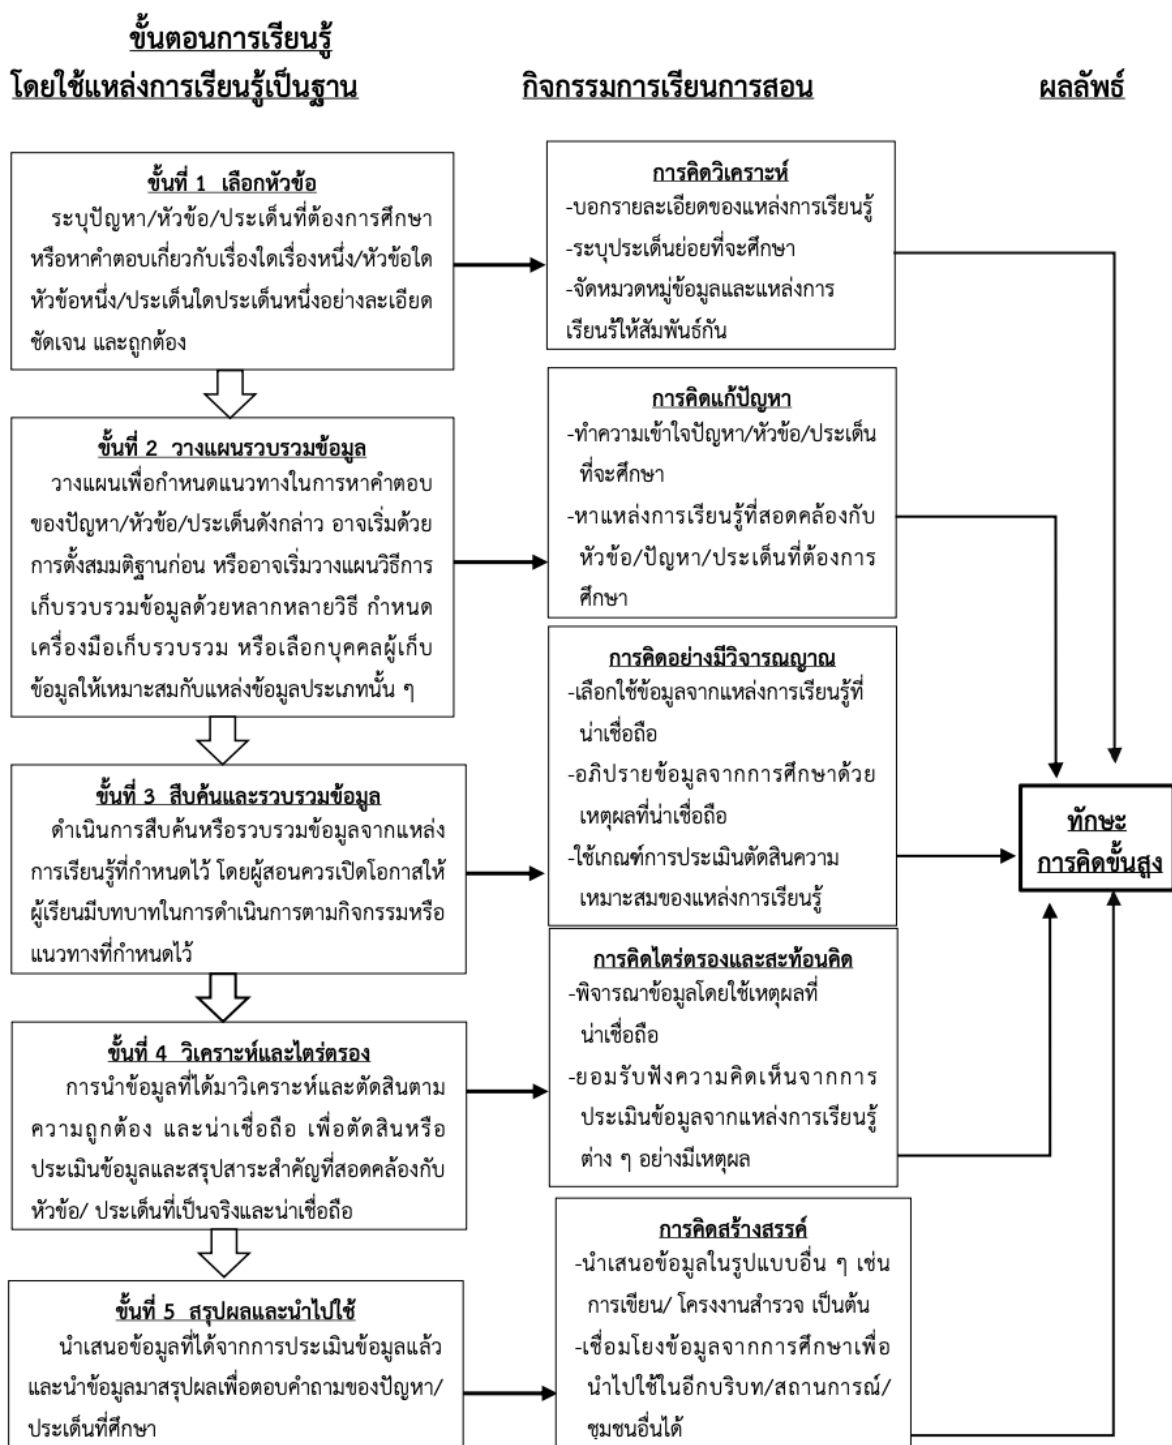 ขั้นตอนการเรียนรู้
โดยใช้แหล่งการเรียนรู้เป็นฐาน
กิจกรรมการเรียนการสอน
ผลลัพธ์
ขั้นที่ 1 เลือกหัวข้อ
ระบุปัญหา/หัวข้อ/ประเด็นที่ต้องการศึกษา
หรือหาคำตอบเกี่ยวกับเรื่องใดเรื่องหนึ่ง/หัวข้อใด
หัวข้อหนึ่ง/ประเด็นใดประเด็นหนึ่งอย่างละเอียด
ชัดเจน และถูกต้อง
การคิดวิเคราะห์
-บอกรายละเอียดของแหล่งการเรียนรู้
-ระบุประเด็นย่อยที่จะศึกษา
-จัดหมวดหมู่ข้อมูลและแหล่งการ
เรียนรู้ให้สัมพันธ์กัน
ขั้นที่ 2 วางแผนรวบรวมข้อมูล
วางแผนเพื่อกำหนดแนวทางในการหาคำตอบ
ของปัญหา/หัวข้อ/ประเด็นดังกล่าว อาจเริ่มด้วย
การตั้งสมมติฐานก่อน หรืออาจเริ่มวางแผนวิธีการ
เก็บรวบรวมข้อมูลด้วยหลากหลายวิธี กำหนด
เครื่องมือเก็บรวบรวม หรือเลือกบุคคลผู้เก็บ
ข้อมูลให้เหมาะสมกับแหล่งข้อมูลประเภทนั้น ๆ
การคิดแก้ปัญหา
-ทำความเข้าใจปัญหา/หัวข้อ/ประเด็น
ที่จะศึกษา
-หาแหล่งการเรียนรู้ที่สอดคล้องกับ
หัวข้อ/ปัญหา/ประเด็นที่ต้องการ
ศึกษา
ขั้นที่ 3 สืบค้นและรวบรวมข้อมูล
ดำเนินการสืบค้นหรือรวบรวมข้อมูลจากแหล่ง
การเรียนรู้ที่กำหนดไว้ โดยผู้สอนควรเปิดโอกาสให้
ผู้เรียนมีบทบาทในการดำเนินการตามกิจกรรมหรือ
แนวทางที่กำหนดไว้
การคิดอย่างมีวิจารณญาณ
-เลือกใช้ข้อมูลจากแหล่งการเรียนรู้ที่
น่าเชื่อถือ
-อภิปรายข้อมูลจากการศึกษาด้วย
เหตุผลที่น่าเชื่อถือ
-ใช้เกณฑ์การประเมินตัดสินความ
เหมาะสมของแหล่งการเรียนรู้
ทักษะ
การคิดขั้นสูง
ขั้นที่ 4 วิเคราะห์และไตร่ตรอง
การนำข้อมูลที่ได้มาวิเคราะห์และตัดสินตาม
ความถูกต้อง และน่าเชื่อถือ เพื่อตัดสินหรือ
ประเมินข้อมูลและสรุปสาระสำคัญที่สอดคล้องกับ
หัวข้อ/ ประเด็นที่เป็นจริงและน่าเชื่อถือ
การคิดไตร่ตรองและสะท้อนคิด
-พิจารณาข้อมูลโดยใช้เหตุผลที่
น่าเชื่อถือ
-ยอมรับฟังความคิดเห็นจากการ
ประเมินข้อมูลจากแหล่งการเรียนรู้
ต่าง ๆ อย่างมีเหตุผล
ขั้นที่ 5 สรุปผลและนำไปใช้
นำเสนอข้อมูลที่ได้จากการประเมินข้อมูลแล้ว
และนำข้อมูลมาสรุปผลเพื่อตอบคำถามของปัญหา/
ประเด็นที่ศึกษา
การคิดสร้างสรรค์
-นำเสนอข้อมูลในรูปแบบอื่น ๆ เช่น
การเขียน/ โครงงานสำรวจ เป็นต้น
-เชื่อมโยงข้อมูลจากการศึกษาเพื่อ
นำไปใช้ในอีกบริบท/สถานการณ์/
ชุมชนอื่นได้